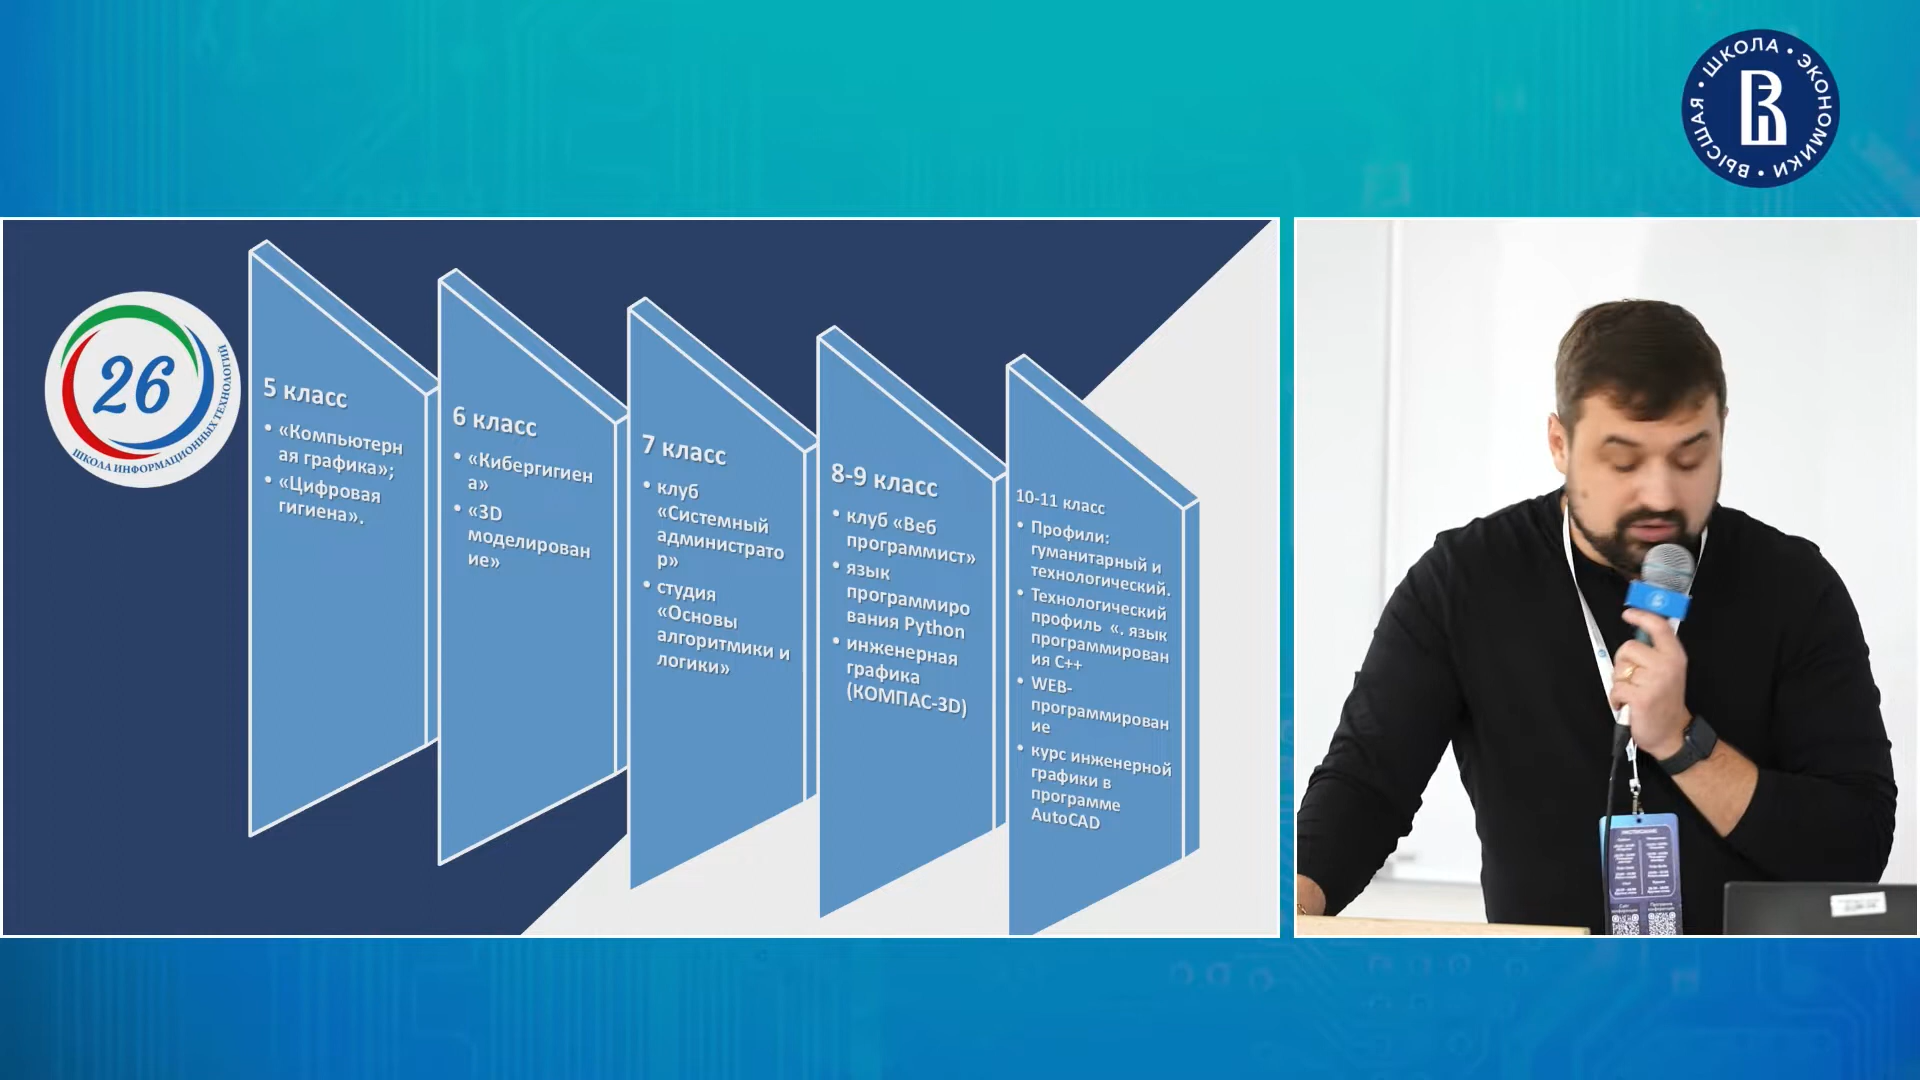 ВЫСШАЯ • ШКОЛА • ЭКОНОМИКИ •
26
ШКОЛА ИНФОРМАЦИОННЫХ ТЕХНОЛОГИЙ
5 класс
• «Компьютерн
ая графика»;
• «Цифровая
гигиена».
6 класс
• «Кибергигиен
а»
• «3D
моделирован
ие»
7 класс
• клуб
«Системный
администрато
р»
• студия
«Основы
алгоритмики и
логики»
8-9 класс
• клуб «Веб
программист»
• язык
программиро
вания Python
• инженерная
графика
(КОМПАС-3D)
10-11 класс
• Профили:
гуманитарный и
технологический.
• Технологический
профиль «. язык
программирован
ия C++
• WEB-
программирован
ие
• курс инженерной
графики в
программе
AutoCAD
РАСПИСАНИЕ